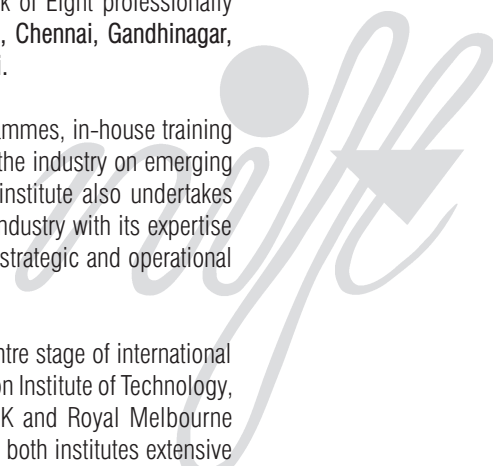 k of Eight professionally
, Chennai, Gandhinagar,
i.
ammes, in-house training
the industry on emerging
institute also undertakes
ndustry with its expertise
strategic and operational
ntre stage of international
on Institute of Technology,
K and Royal Melbourne
both institutes extensive
nift